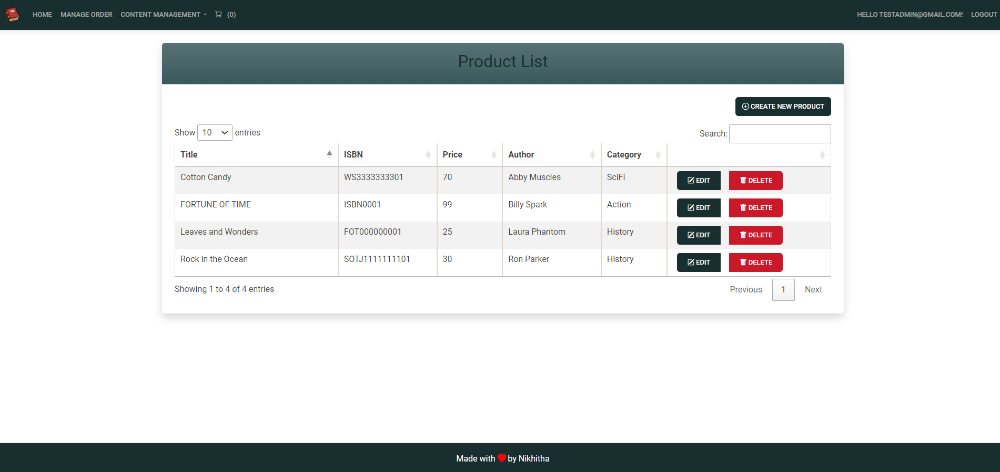 HOME MANAGE ORDER CONTENT MANAGEMENT (0) HELLO TESTADMIN@GMAIL.COM! LOGOUT
Product List
CREATE NEW PRODUCT
Show 10 entries Search:
Title ISBN Price Author Category
Cotton Candy WS3333333301 70 Abby Muscles SciFi EDIT DELETE
FORTUNE OF TIME ISBN0001 99 Billy Spark Action EDIT DELETE
Leaves and Wonders FOT000000001 25 Laura Phantom History EDIT DELETE
Rock in the Ocean SOTJ1111111101 30 Ron Parker History EDIT DELETE
Showing 1 to 4 of 4 entries Previous 1 Next
Made with ❤ by Nikhitha